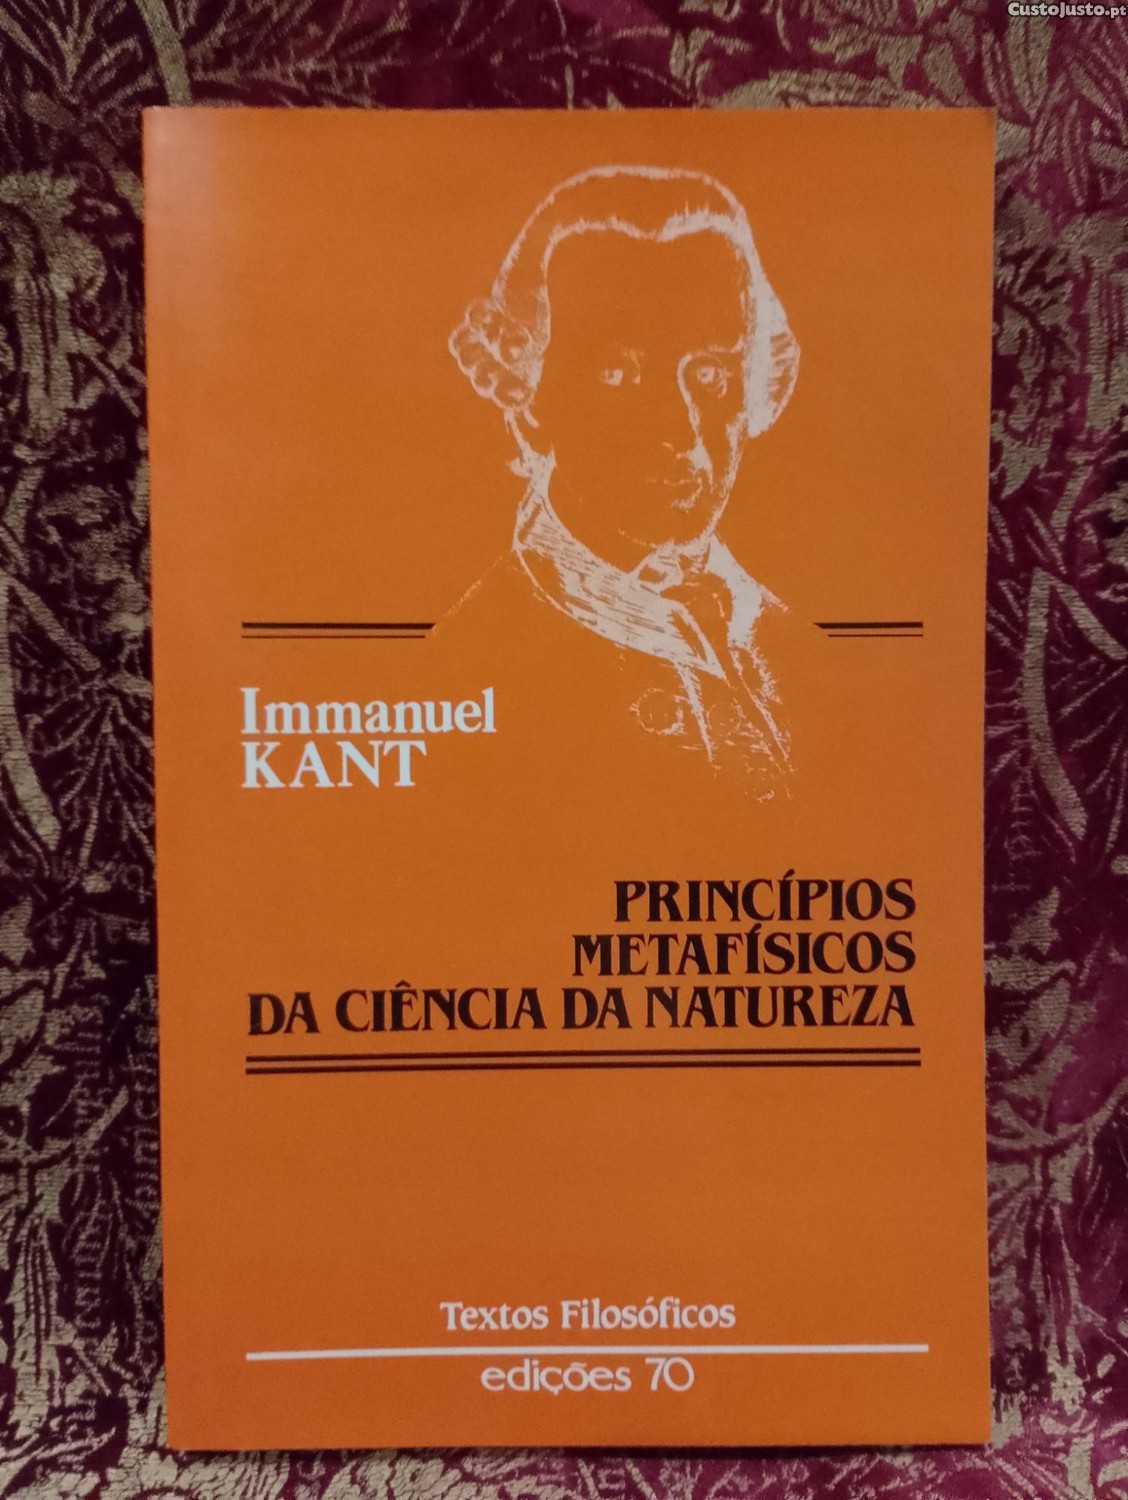 CustoJusto.pt
Immanuel
KANT
PRINCÍPIOS
METAFÍSICOS
DA CIÊNCIA DA NATUREZA
Textos Filosóficos
edições 70